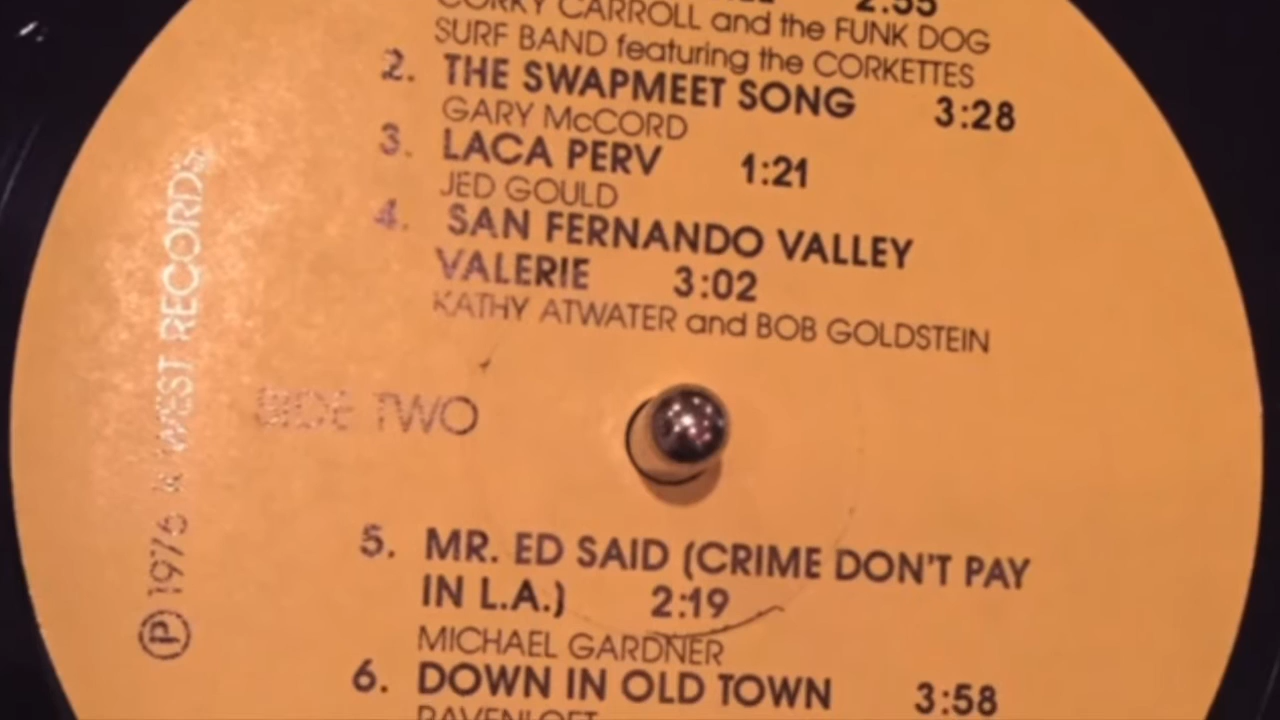 2:55
CORKY CARROLL and the FUNK DOG
SURF BAND featuring the CORKETTES
2. THE SWAPMEET SONG 3:28
GARY McCORD
3. LACA PERV 1:21
JED GOULD
4. SAN FERNANDO VALLEY
VALERIE 3:02
KATHY ATWATER and BOB GOLDSTEIN
SIDE TWO
5. MR. ED SAID (CRIME DON'T PAY
IN L.A.) 2:19
MICHAEL GARDNER
6. DOWN IN OLD TOWN 3:58
RAVENLOFT
℗ 1976 K WEST RECORDS